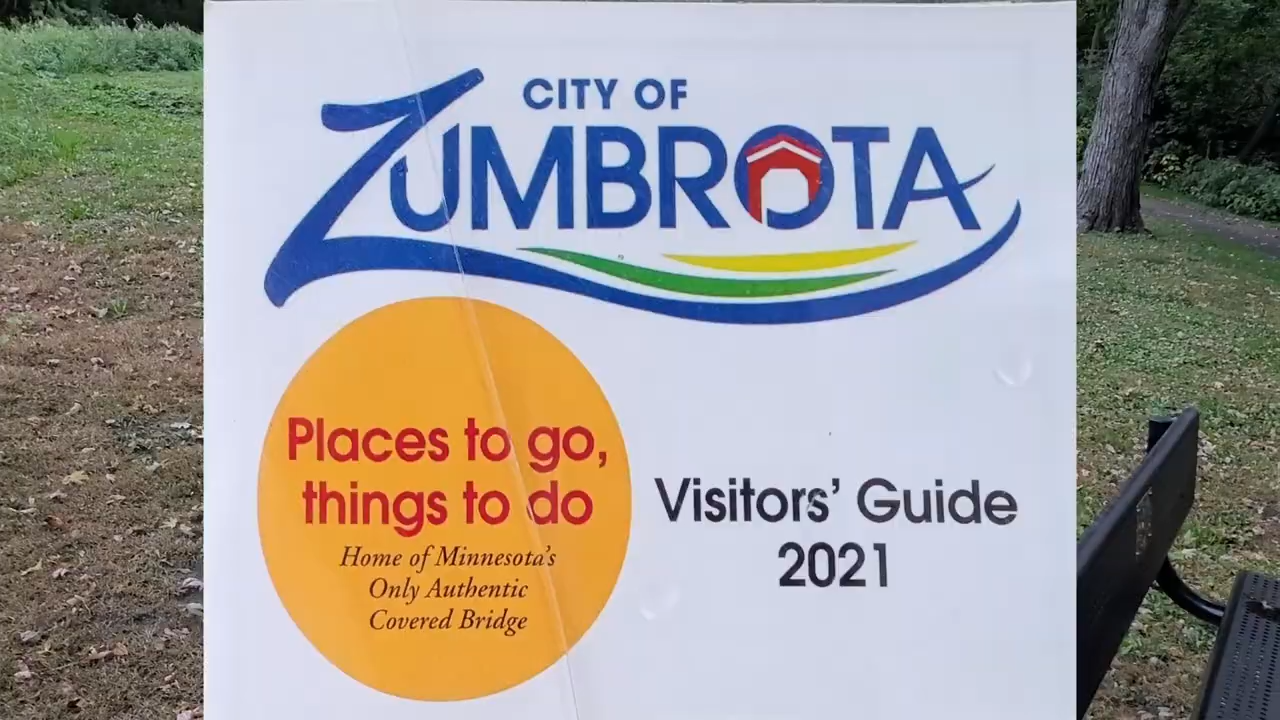 CITY OF
ZUMBROTA
Places to go,
things to do
Home of Minnesota's
Only Authentic
Covered Bridge
Visitors' Guide
2021